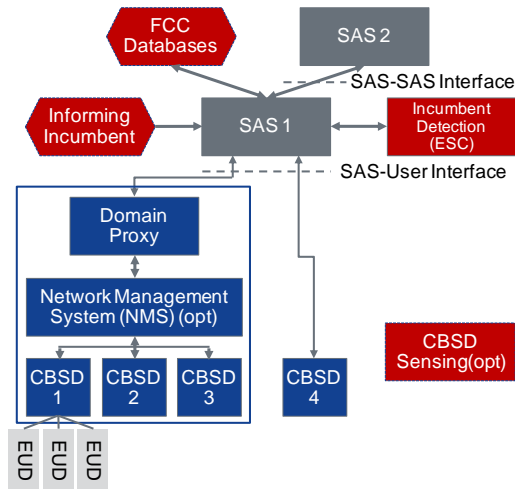 FCC
Databases
SAS 2
SAS-SAS Interface
Informing
Incumbent
SAS 1
Incumbent
Detection
(ESC)
SAS-User Interface
Domain
Proxy
Network Management
System (NMS) (opt)
CBSD
1
CBSD
2
CBSD
3
CBSD
4
CBSD
Sensing(opt)
EUD
EUD
EUD